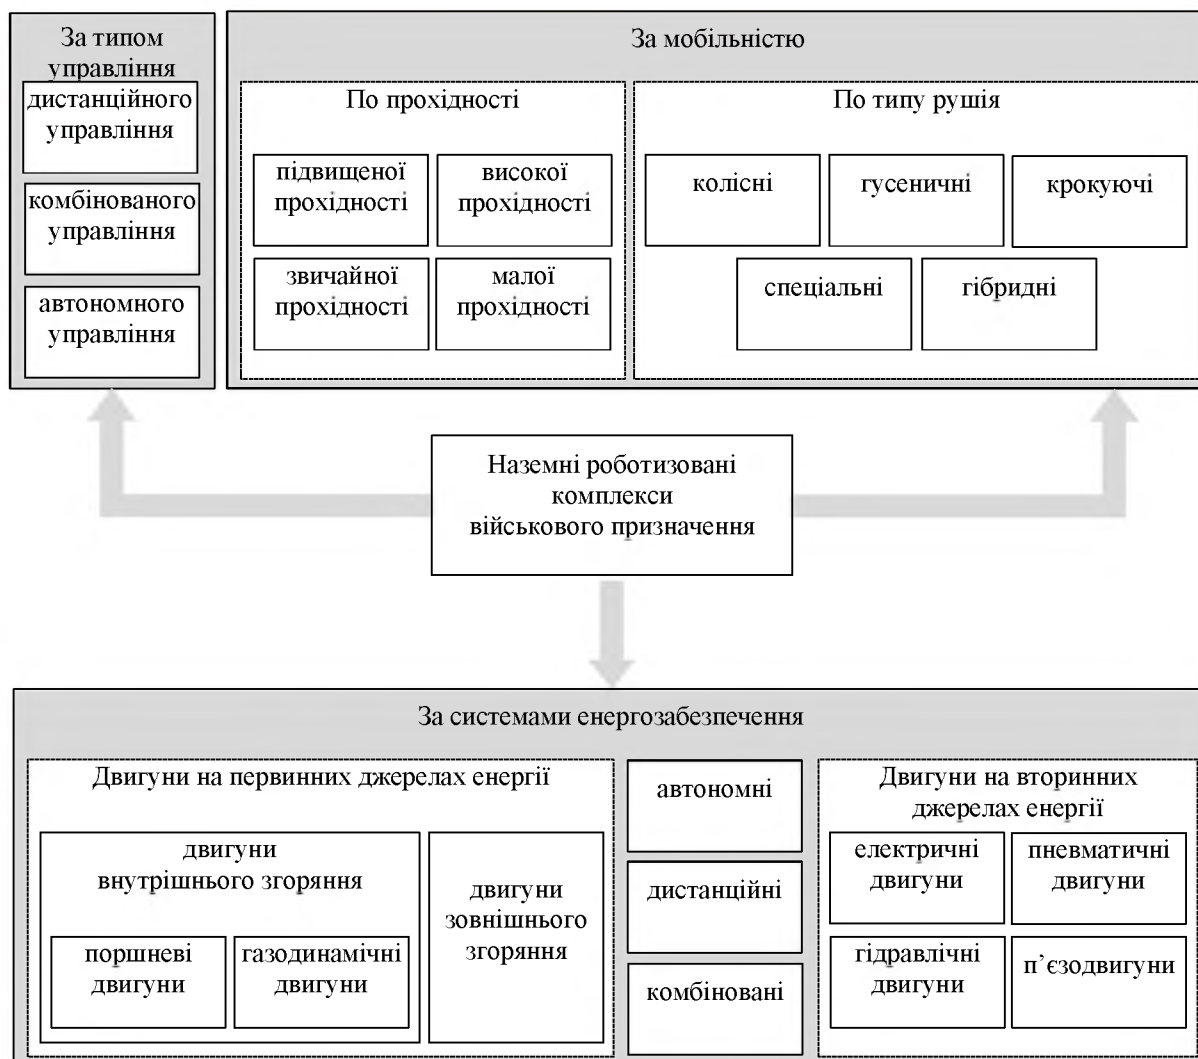 За типом
управління
дистанційного
управління
комбінованого
управління
автономного
управління
За мобільністю
По прохідності
підвищеної
прохідності
високої
прохідності
звичайної
прохідності
малої
прохідності
По типу рушія
колісні
гусеничні
крокуючі
спеціальні
гібридні
Наземні роботизовані
комплекси
військового призначення
За системами енергозабезпечення
Двигуни на первинних джерелах енергії
двигуни
внутрішнього згоряння
поршневі
двигуни
газодинамічні
двигуни
двигуни
зовнішнього
згоряння
автономні
дистанційні
комбіновані
Двигуни на вторинних
джерелах енергії
електричні
двигуни
пневматичні
двигуни
гідравлічні
двигуни
п’єзодвигуни